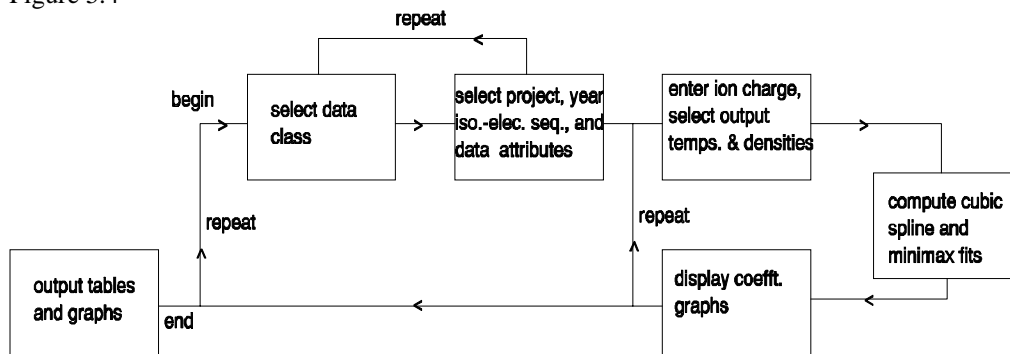 Figure 5.4
repeat
begin
select data
class
select project, year
iso.-elec. seq., and
data attributes
enter ion charge,
select output
temps. & densities
compute cubic
spline and
minimax fits
repeat
repeat
display coefft.
graphs
output tables
and graphs
end